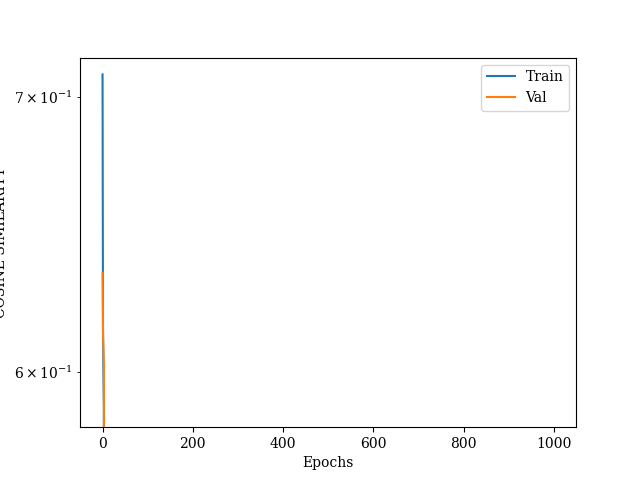 7 × 10⁻¹
6 × 10⁻¹
COSINE SIMILARITY
Train
Val
0 200 400 600 800 1000
Epochs